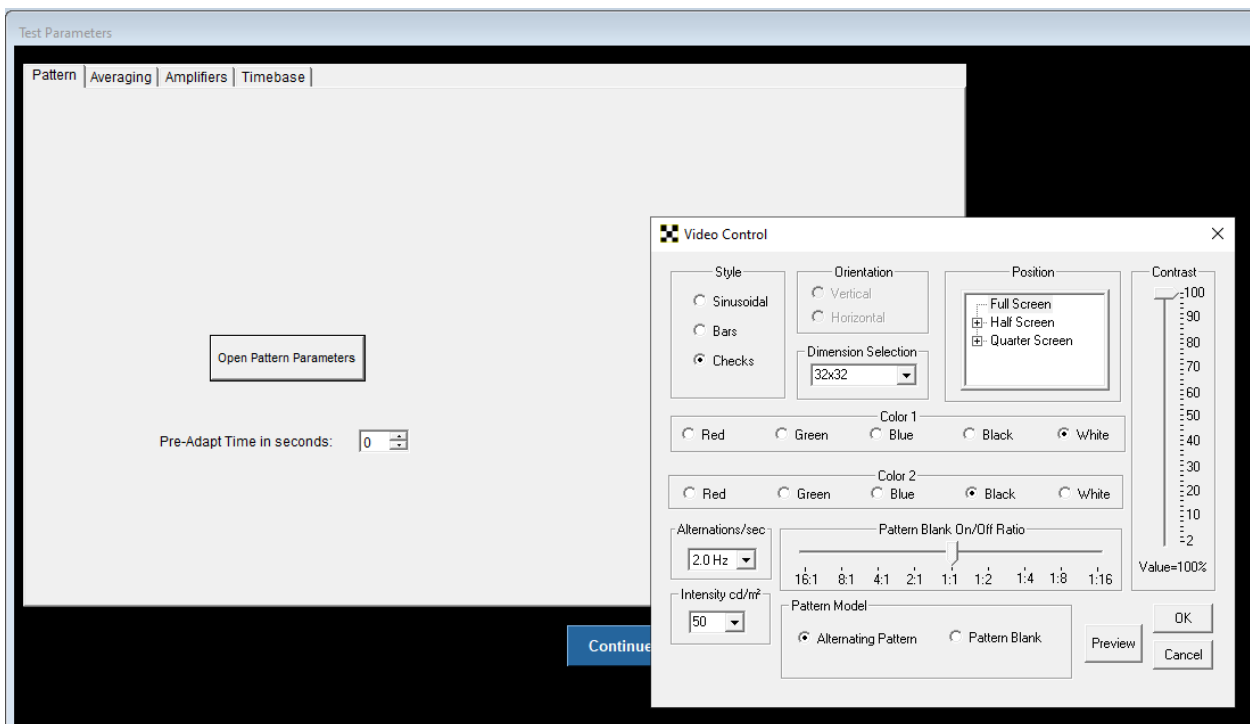 Test Parameters
Pattern Averaging Amplifiers Timebase
Open Pattern Parameters
Pre-Adapt Time in seconds: 0
Continue
Video Control
Style
Sinusoidal
Bars
Checks
Orientation
Vertical
Horizontal
Dimension Selection
32x32
Position
Full Screen
Half Screen
Quarter Screen
Contrast
100
90
80
70
60
50
40
30
20
10
2
Value=100%
Color 1
Red Green Blue Black White
Color 2
Red Green Blue Black White
Alternations/sec
2.0 Hz
Pattern Blank On/Off Ratio
16:1 8:1 4:1 2:1 1:1 1:2 1:4 1:8 1:16
Intensity cd/m²
50
Pattern Model
Alternating Pattern Pattern Blank
Preview
OK
Cancel